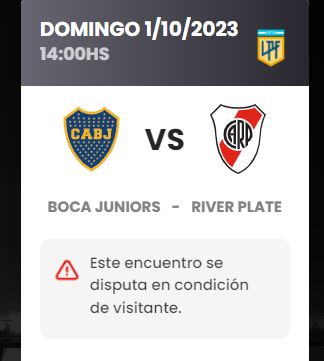 DOMINGO 1/10/2023
14:00HS
LPF
CABJ
VS
CARP
BOCA JUNIORS - RIVER PLATE
Este encuentro se
disputa en condición
de visitante.